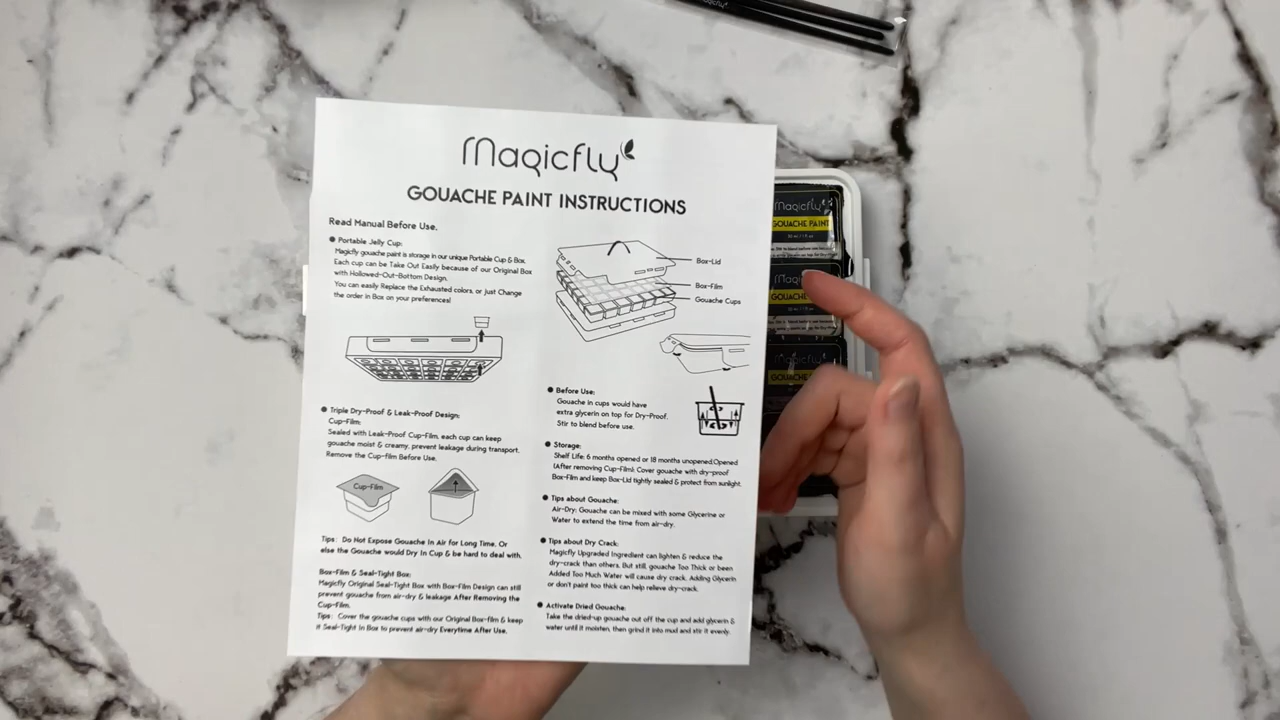 Magicfly
Magicfly
GOUACHE PAINT INSTRUCTIONS
Read Manual Before Use.
Portable Jelly Cup:
Magicfly gouache paint is storage in our unique Portable Cup & Box,
Each cup can be Take Out Easily because of our Original Box
with Hollowed-Out-Bottom Design.
You can easily Replace the Exhausted colors, or just Change
the order in Box on your preferences!
Triple Dry-Proof & Leak-Proof Design:
Cup-Film:
Sealed with Leak-Proof Cup-Film, each cup can keep
gouache moist & creamy, prevent leakage during transport.
Remove the Cup-film Before Use.
Cup-Film
Tips: Do Not Expose Gouache In Air for Long Time, Or
else the Gouache would Dry In Cup & be hard to deal with.
Box-Film & Seal-Tight Box:
Magicfly Original Seal-Tight Box with Box-Film Design can still
prevent gouache from air-dry & leakage After Removing the
Cup-Film.
Tips: Cover the gouache cups with our Original Box-film & keep
it Seal-Tight In Box to prevent air-dry Everytime After Use.
Box-Lid
Box-Film
Gouache Cups
Before Use:
Gouache in cups would have
extra glycerin on top for Dry-Proof.
Stir to blend before use.
Storage:
Shelf Life: 6 months opened or 18 months unopened.Opened
(After removing Cup-Film): Cover gouache with dry-proof
Box-Film and keep Box-Lid tightly sealed & protect from sunlight.
Tips about Gouache:
Air-Dry: Gouache can be mixed with some Glycerine or
Water to extend the time from air-dry.
Tips about Dry Crack:
Magicfly Upgraded Ingredient can lighten & reduce the
dry-crack than others. But still, gouache Too Thick or been
Added Too Much Water will cause dry crack. Adding Glycerin
or don't paint too thick can help relieve dry-crack.
Activate Dried Gouache:
Take the dried-up gouache out off the cup and add glycerin &
water until it moisten, then grind it into mud and stir it evenly.
Magicfly
GOUACHE PAINT
GOUACHE
Magicfly
GOUACHE